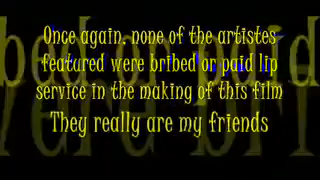 Once again, none of the artistes
featured were bribed or paid lip
service in the making of this film
They really are my friends